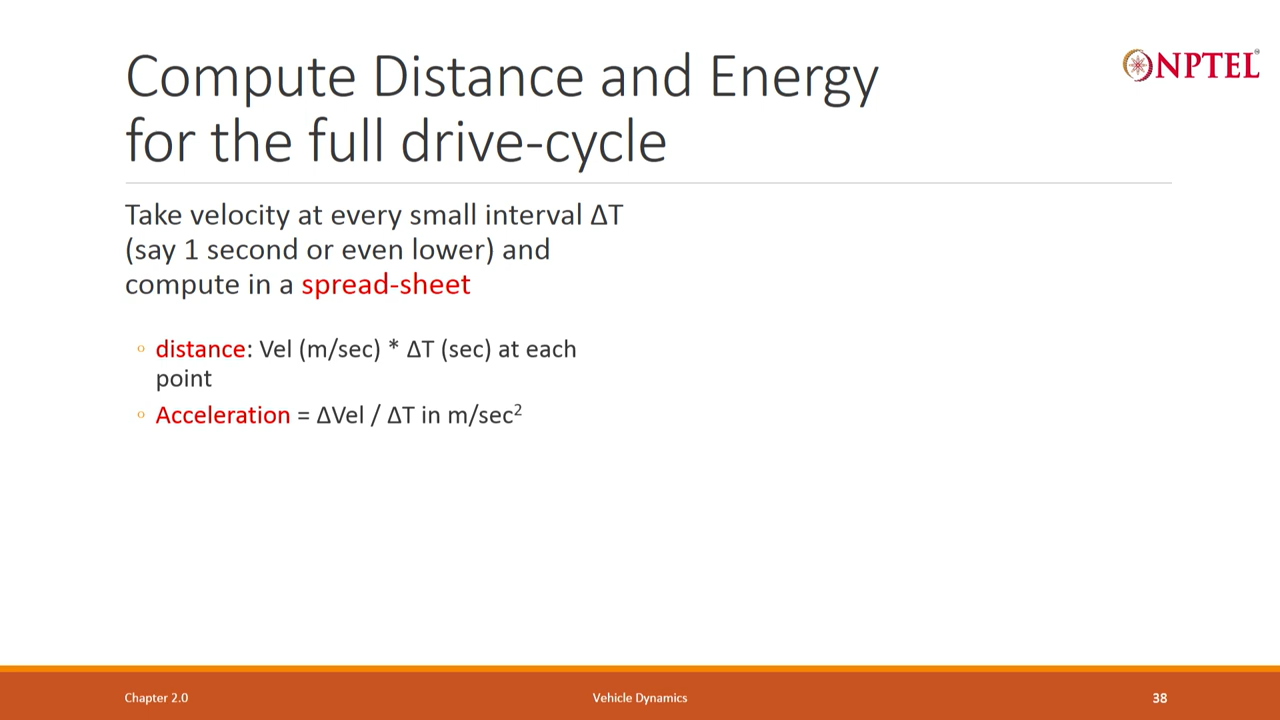 Compute Distance and Energy
for the full drive-cycle
NPTEL
Take velocity at every small interval ΔT
(say 1 second or even lower) and
compute in a spread-sheet
distance: Vel (m/sec) * ΔT (sec) at each
point
Acceleration = ΔVel / ΔT in m/sec²
Chapter 2.0
Vehicle Dynamics
38